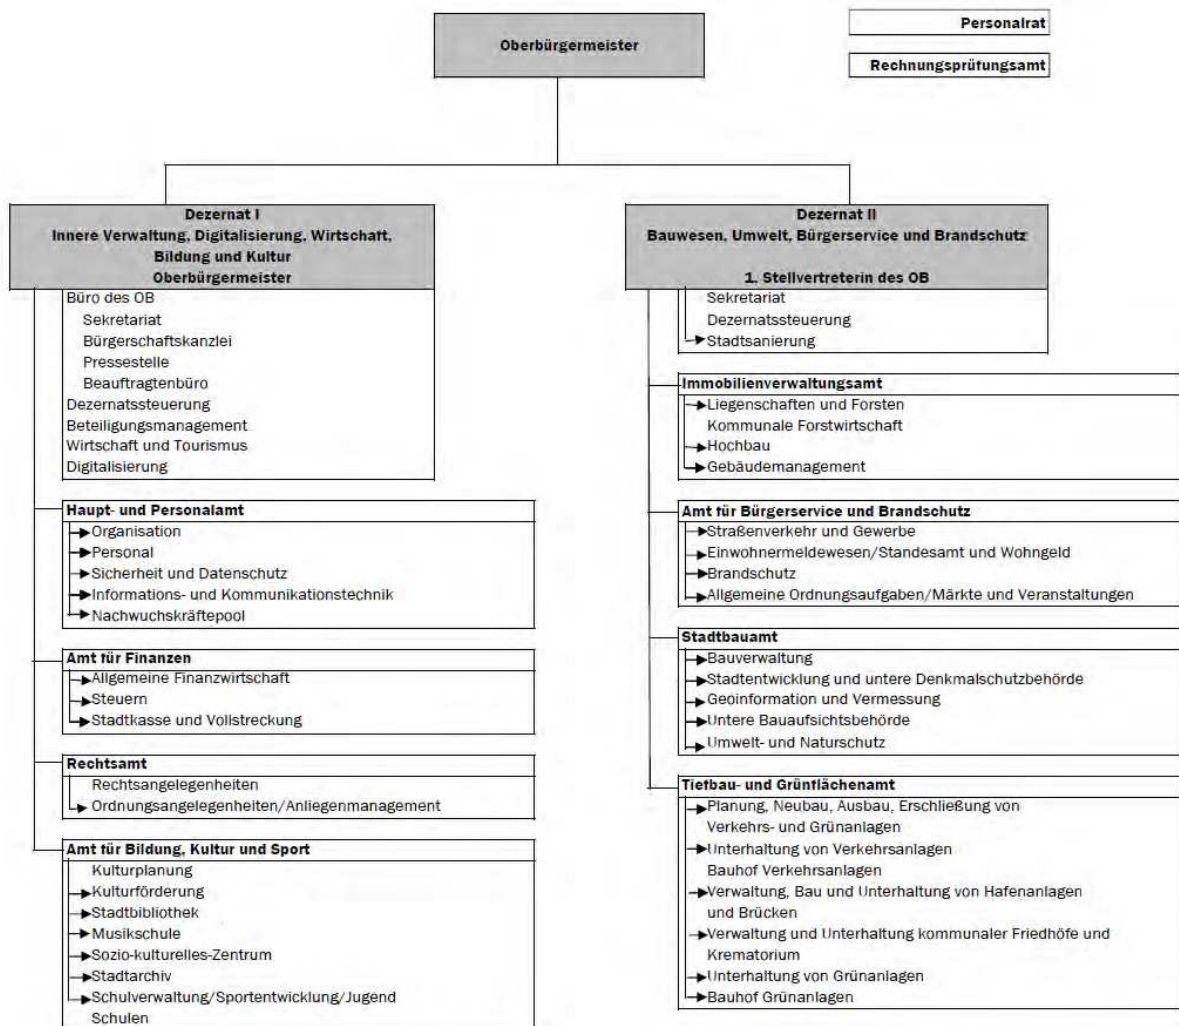 Oberbürgermeister
Personalrat
Rechnungsprüfungsamt
Dezernat I
Innere Verwaltung, Digitalisierung, Wirtschaft,
Bildung und Kultur
Oberbürgermeister
Büro des OB
Sekretariat
Bürgerschaftskanzlei
Pressestelle
Beauftragtenbüro
Dezernatssteuerung
Beteiligungsmanagement
Wirtschaft und Tourismus
Digitalisierung
Haupt- und Personalamt
Organisation
Personal
Sicherheit und Datenschutz
Informations- und Kommunikationstechnik
Nachwuchskräftepool
Amt für Finanzen
Allgemeine Finanzwirtschaft
Steuern
Stadtkasse und Vollstreckung
Rechtsamt
Rechtsangelegenheiten
Ordnungsangelegenheiten/Anliegenmanagement
Amt für Bildung, Kultur und Sport
Kulturplanung
Kulturförderung
Stadtbibliothek
Musikschule
Sozio-kulturelles-Zentrum
Stadtarchiv
Schulverwaltung/Sportentwicklung/Jugend
Schulen
Dezernat II
Bauwesen, Umwelt, Bürgerservice und Brandschutz
1. Stellvertreterin des OB
Sekretariat
Dezernatssteuerung
Stadtsanierung
Immobilienverwaltungsamt
Liegenschaften und Forsten
Kommunale Forstwirtschaft
Hochbau
Gebäudemanagement
Amt für Bürgerservice und Brandschutz
Straßenverkehr und Gewerbe
Einwohnermeldewesen/Standesamt und Wohngeld
Brandschutz
Allgemeine Ordnungsaufgaben/Märkte und Veranstaltungen
Stadtbauamt
Bauverwaltung
Stadtentwicklung und untere Denkmalschutzbehörde
Geoinformation und Vermessung
Untere Bauaufsichtsbehörde
Umwelt- und Naturschutz
Tiefbau- und Grünflächenamt
Planung, Neubau, Ausbau, Erschließung von
Verkehrs- und Grünanlagen
Unterhaltung von Verkehrsanlagen
Bauhof Verkehrsanlagen
Verwaltung, Bau und Unterhaltung von Hafenanlagen
und Brücken
Verwaltung und Unterhaltung kommunaler Friedhöfe und
Krematorium
Unterhaltung von Grünanlagen
Bauhof Grünanlagen